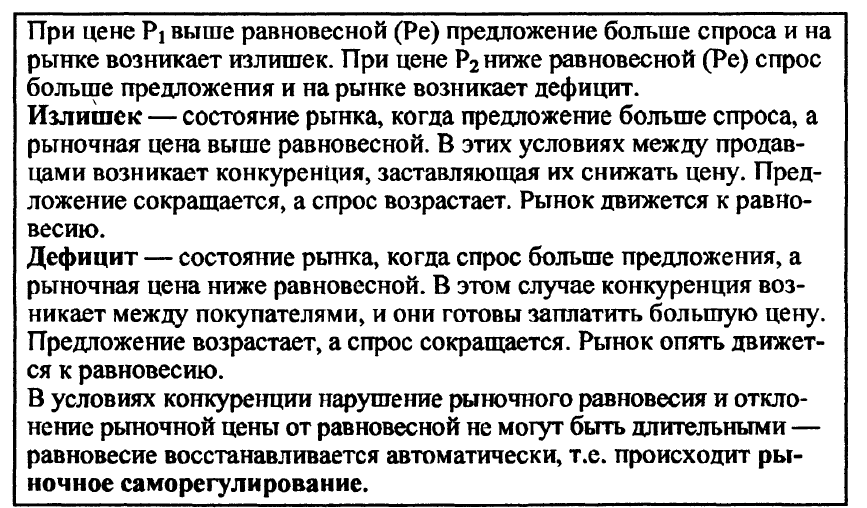 При цене P₁ выше равновесной (Pe) предложение больше спроса и на
рынке возникает излишек. При цене P₂ ниже равновесной (Pe) спрос
больше предложения и на рынке возникает дефицит.
Излишек — состояние рынка, когда предложение больше спроса, а
рыночная цена выше равновесной. В этих условиях между продав-
цами возникает конкуренция, заставляющая их снижать цену. Пред-
ложение сокращается, а спрос возрастает. Рынок движется к равно-
весию.
Дефицит — состояние рынка, когда спрос больше предложения, а
рыночная цена ниже равновесной. В этом случае конкуренция воз-
никает между покупателями, и они готовы заплатить большую цену.
Предложение возрастает, а спрос сокращается. Рынок опять движет-
ся к равновесию.
В условиях конкуренции нарушение рыночного равновесия и откло-
нение рыночной цены от равновесной не могут быть длительными —
равновесие восстанавливается автоматически, т.е. происходит ры-
ночное саморегулирование.